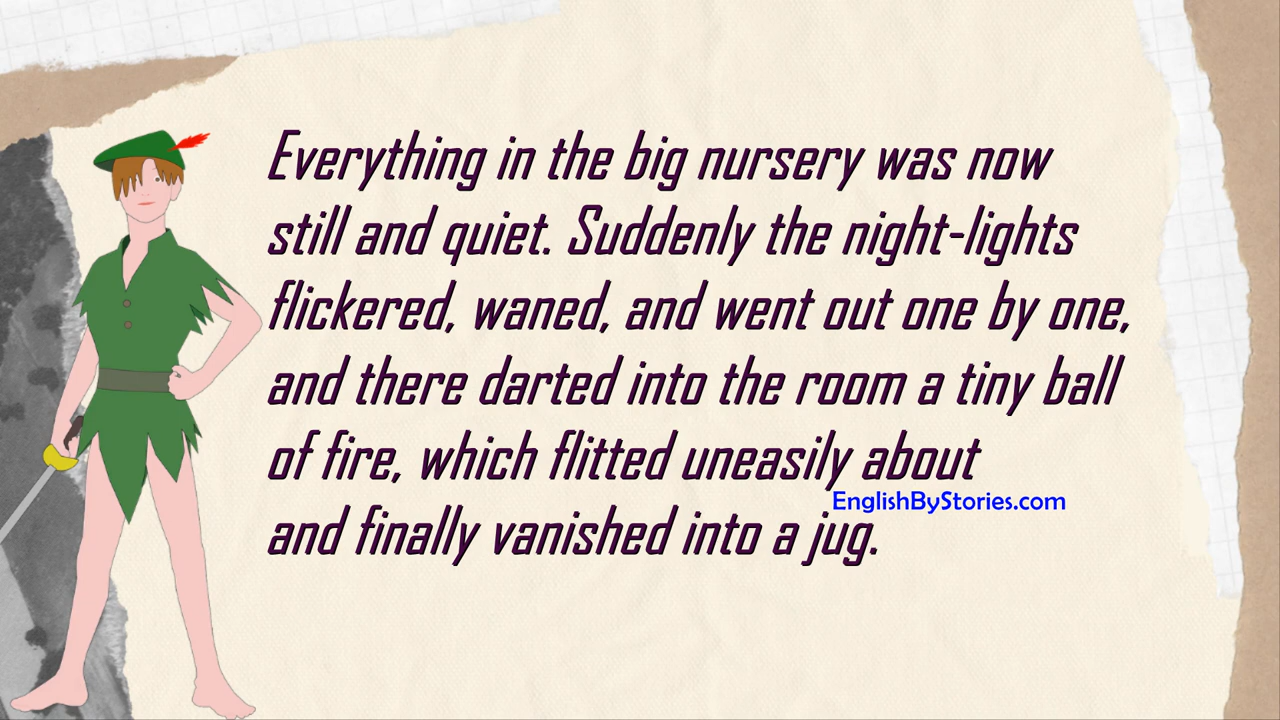 Everything in the big nursery was now
still and quiet. Suddenly the night-lights
flickered, waned, and went out one by one,
and there darted into the room a tiny ball
of fire, which flitted uneasily about
EnglishByStories.com
and finally vanished into a jug.